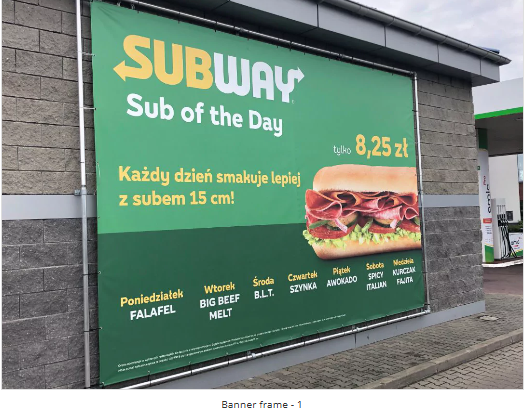 SUBWAY
Sub of the Day
tylko 8,25 zł
Każdy dzień smakuje lepiej
z subem 15 cm!
Poniedziałek
FALAFEL
Wtorek
BIG BEEF
MELT
Środa
B.L.T.
Czwartek
SZYNKA
Piątek
AWOKADO
Sobota
SPICY
ITALIAN
Niedziela
KURCZAK
FAJITA
Banner frame - 1